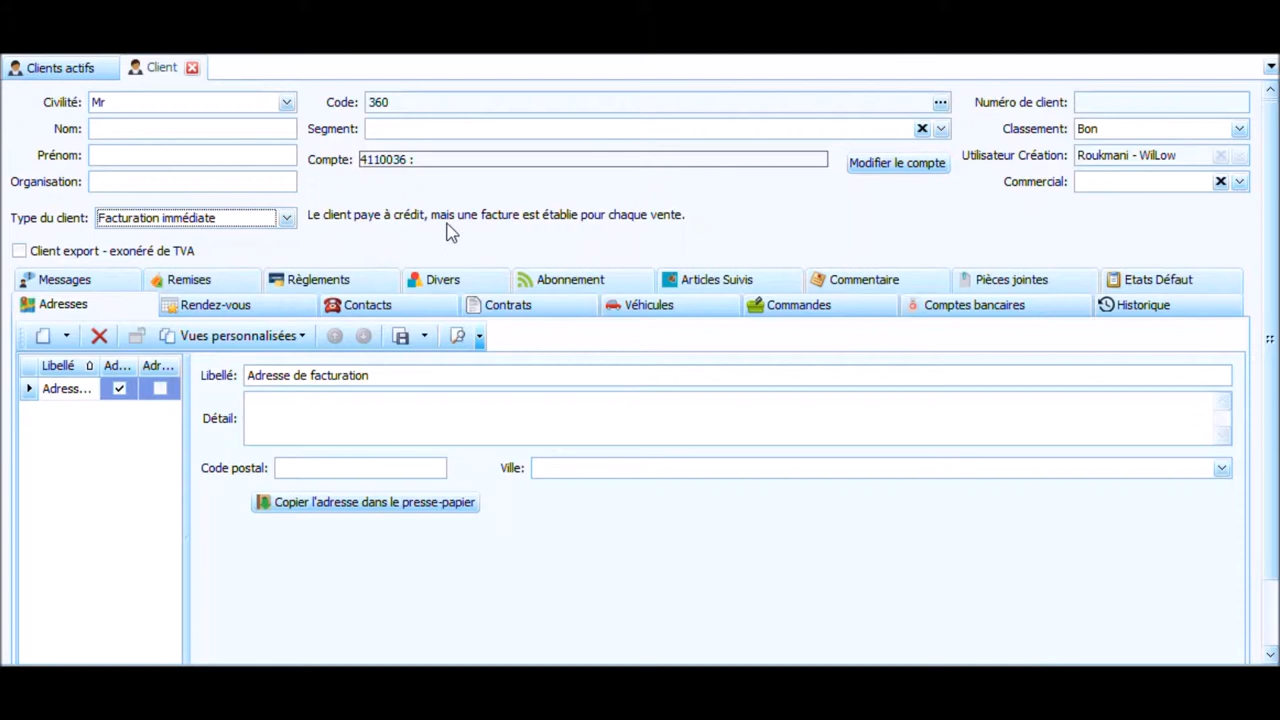 Clients actifs
Client
Civilité: Mr
Code: 360
Numéro de client:
Nom:
Segment:
Classement: Bon
Prénom:
Compte: 4110036 :
Modifier le compte
Utilisateur Création: Roukmani - WilLow
Organisation:
Commercial:
Type du client: Facturation immédiate
Le client paye à crédit, mais une facture est établie pour chaque vente.
Client export - exonéré de TVA
Messages
Remises
Règlements
Divers
Abonnement
Articles Suivis
Commentaire
Pièces jointes
Etats Défaut
Adresses
Rendez-vous
Contacts
Contrats
Véhicules
Commandes
Comptes bancaires
Historique
Vues personnalisées
Libellé
Ad...
Adr...
Adress...
Libellé: Adresse de facturation
Détail:
Code postal:
Ville:
Copier l'adresse dans le presse-papier